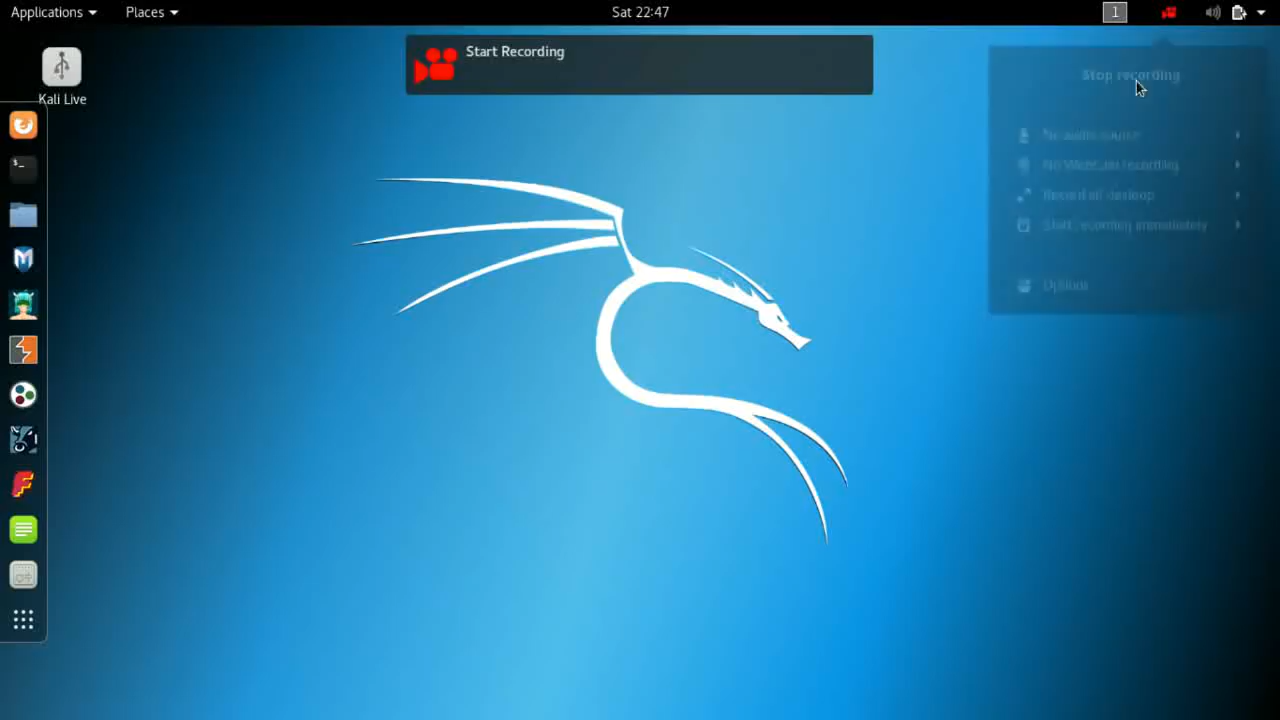 Applications
Places
Sat 22:47
1
Start Recording
Stop recording
No audio source
No Webcam recording
Record all desktop
Start recording immediately
Options
Kali Live